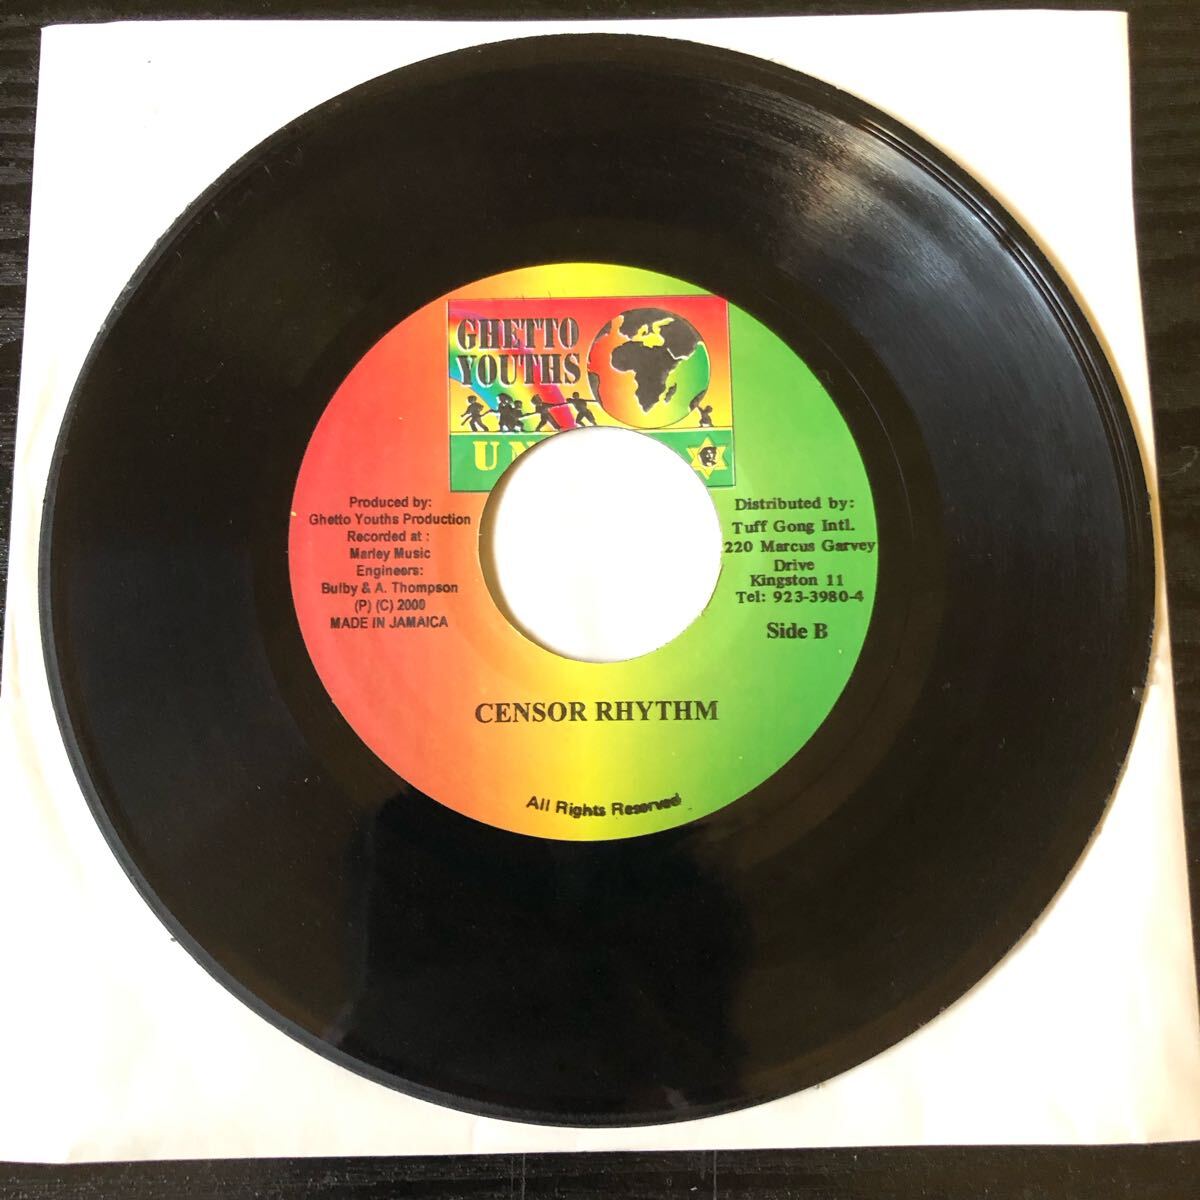 GHETTO
YOUTHS
UN
Produced by:
Ghetto Youths Production
Recorded at :
Marley Music
Engineers:
Bulby & A. Thompson
(P) (C) 2000
MADE IN JAMAICA
Distributed by:
Tuff Gong Intl.
220 Marcus Garvey
Drive
Kingston 11
Tel: 923-3980-4
Side B
CENSOR RHYTHM
All Rights Reserved